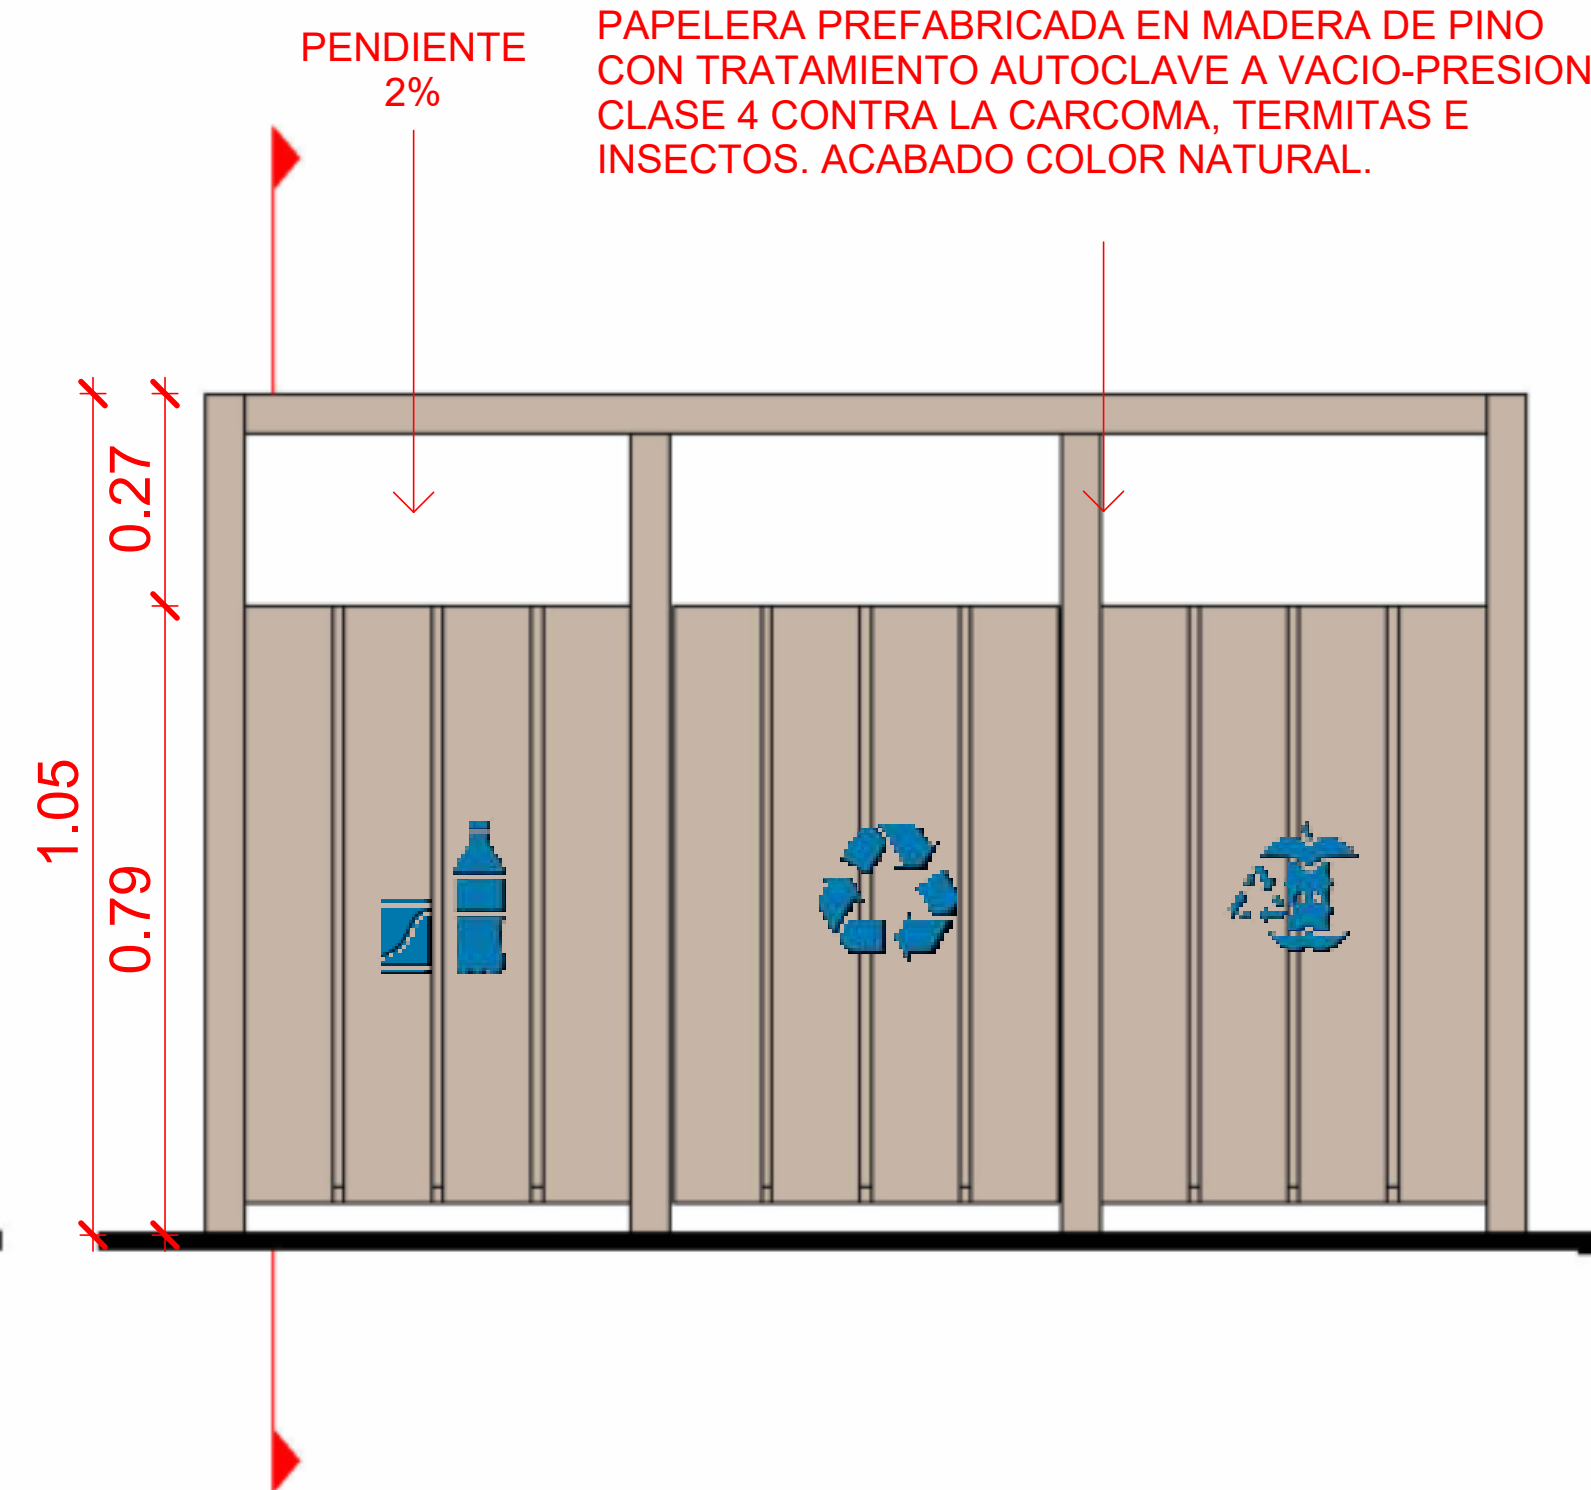 PENDIENTE
2%
PAPELERA PREFABRICADA EN MADERA DE PINO
CON TRATAMIENTO AUTOCLAVE A VACIO-PRESION
CLASE 4 CONTRA LA CARCOMA, TERMITAS E
INSECTOS. ACABADO COLOR NATURAL.
0.27
1.05
0.79